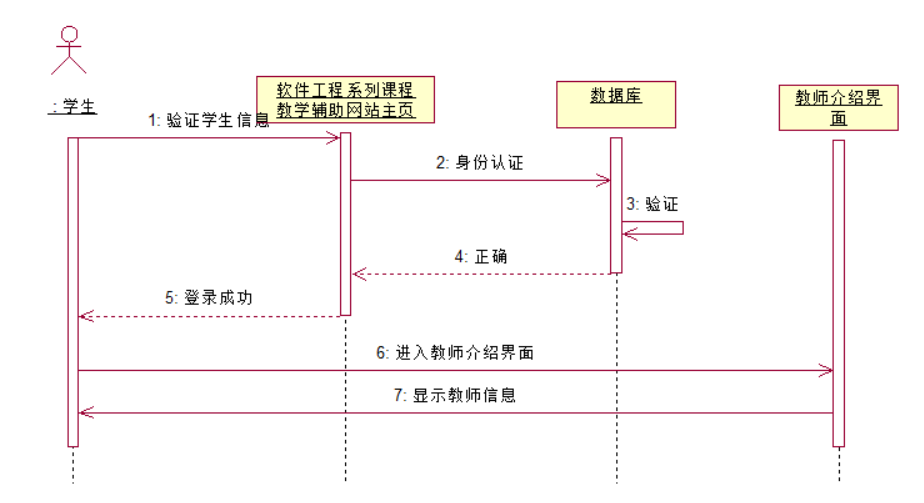 : 学生
软件工程系列课程
教学辅助网站主页
数据库
教师介绍界
面
1: 验证学生信息
2: 身份认证
3: 验证
4: 正确
5: 登录成功
6: 进入教师介绍界面
7: 显示教师信息